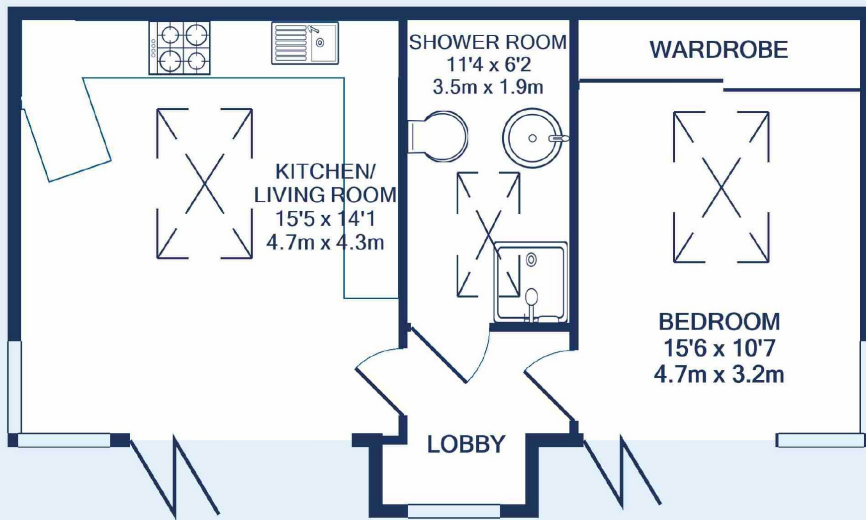 SHOWER ROOM
11'4 x 6'2
3.5m x 1.9m
WARDROBE
KITCHEN/
LIVING ROOM
15'5 x 14'1
4.7m x 4.3m
BEDROOM
15'6 x 10'7
4.7m x 3.2m
LOBBY